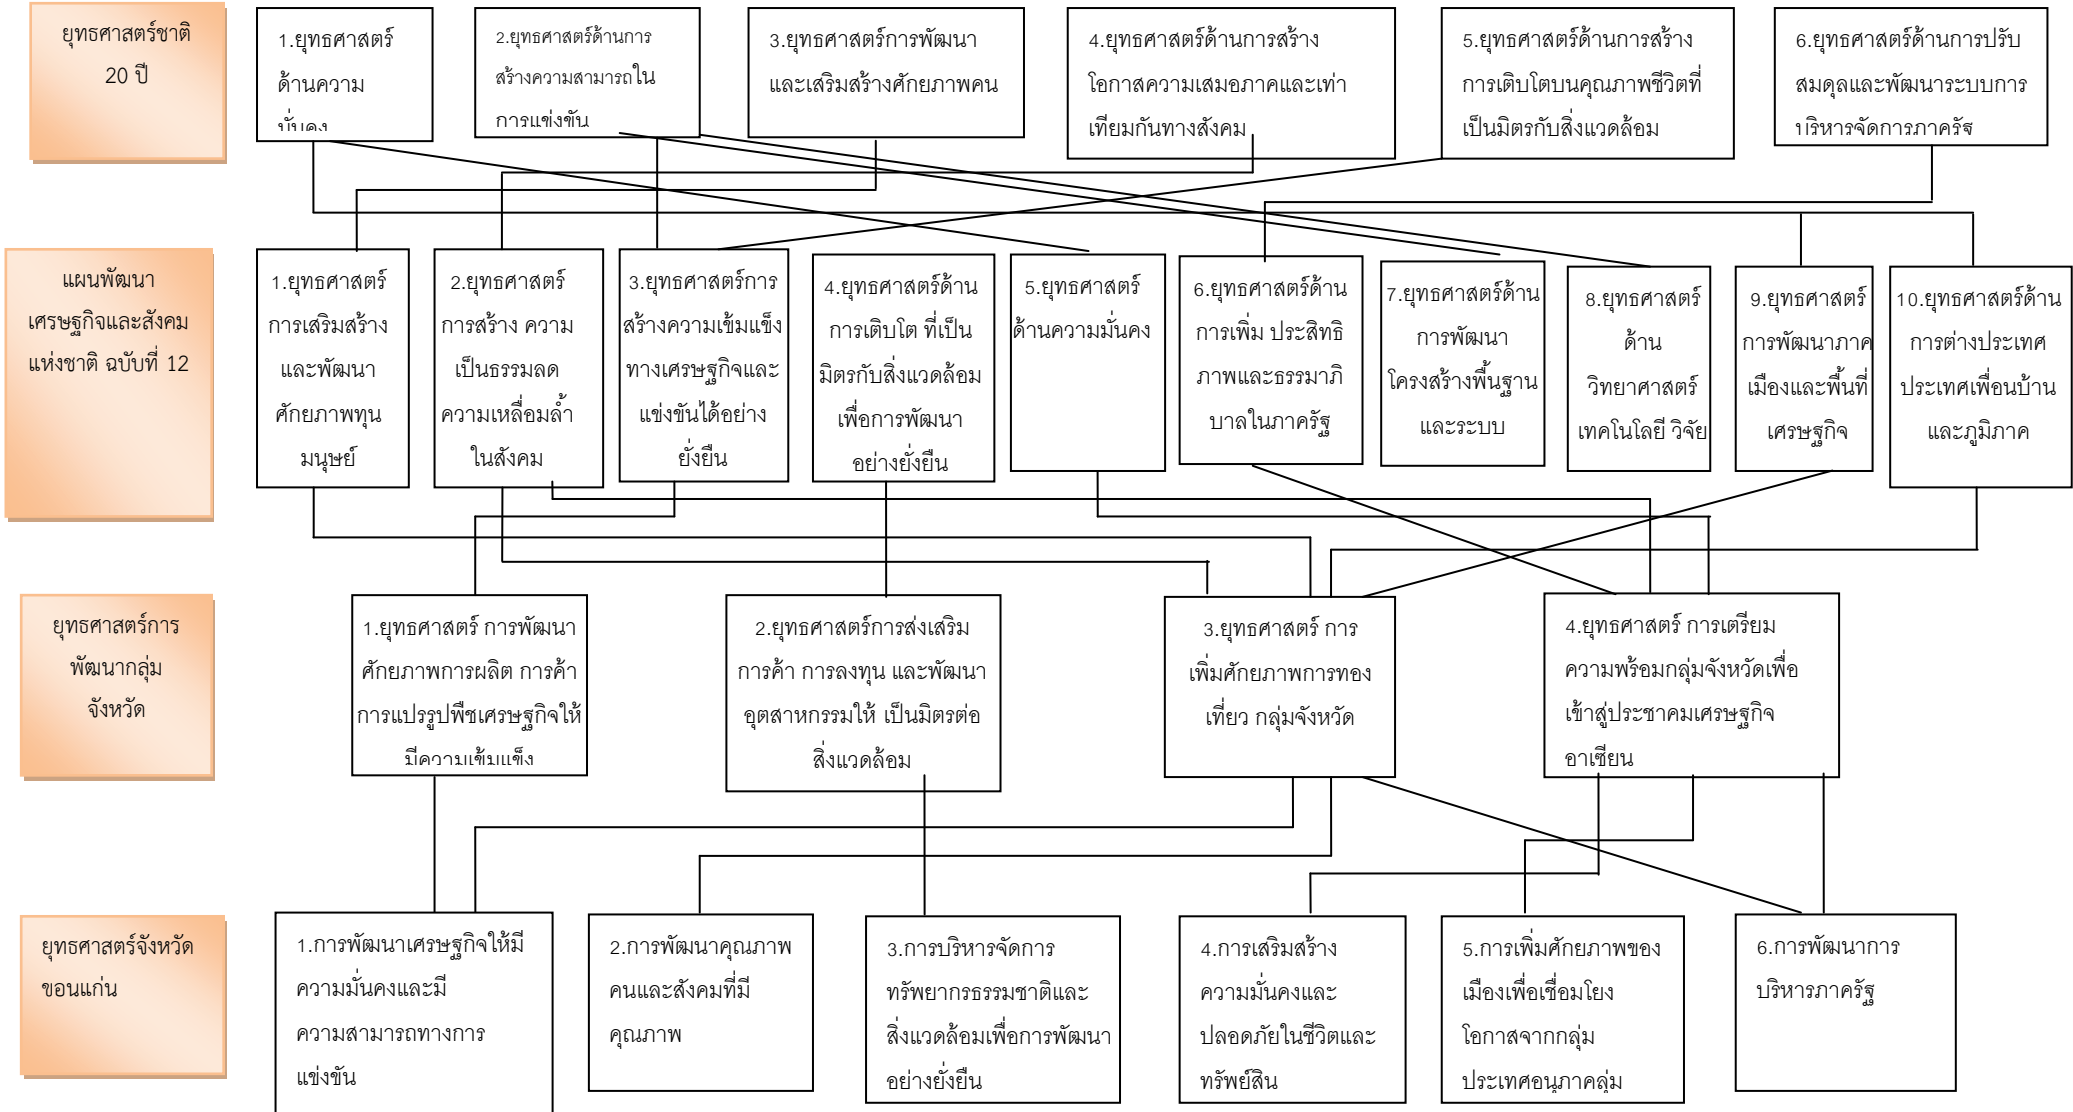 ยุทธศาสตร์ชาติ
20 ปี
1.ยุทธศาสตร์
ด้านความ
มั่นคง
2.ยุทธศาสตร์ด้านการ
สร้างความสามารถใน
การแข่งขัน
3.ยุทธศาสตร์การพัฒนา
และเสริมสร้างศักยภาพคน
4.ยุทธศาสตร์ด้านการสร้าง
โอกาสความเสมอภาคและเท่า
เทียมกันทางสังคม
5.ยุทธศาสตร์ด้านการสร้าง
การเติบโตบนคุณภาพชีวิตที่
เป็นมิตรกับสิ่งแวดล้อม
6.ยุทธศาสตร์ด้านการปรับ
สมดุลและพัฒนาระบบการ
บริหารจัดการภาครัฐ
แผนพัฒนา
เศรษฐกิจและสังคม
แห่งชาติ ฉบับที่ 12
1.ยุทธศาสตร์
การเสริมสร้าง
และพัฒนา
ศักยภาพทุน
มนุษย์
2.ยุทธศาสตร์
การสร้าง ความ
เป็นธรรมลด
ความเหลื่อมล้ำ
ในสังคม
3.ยุทธศาสตร์การ
สร้างความเข้มแข็ง
ทางเศรษฐกิจและ
แข่งขันได้อย่าง
ยั่งยืน
4.ยุทธศาสตร์ด้าน
การเติบโต ที่เป็น
มิตรกับสิ่งแวดล้อม
เพื่อการพัฒนา
อย่างยั่งยืน
5.ยุทธศาสตร์
ด้านความมั่นคง
6.ยุทธศาสตร์ด้าน
การเพิ่ม ประสิทธิ
ภาพและธรรมาภิ
บาลในภาครัฐ
7.ยุทธศาสตร์ด้าน
การพัฒนา
โครงสร้างพื้นฐาน
และระบบ
8.ยุทธศาสตร์
ด้าน
วิทยาศาสตร์
เทคโนโลยี วิจัย
9.ยุทธศาสตร์
การพัฒนาภาค
เมืองและพื้นที่
เศรษฐกิจ
10.ยุทธศาสตร์ด้าน
การต่างประเทศ
ประเทศเพื่อนบ้าน
และภูมิภาค
ยุทธศาสตร์การ
พัฒนากลุ่ม
จังหวัด
1.ยุทธศาสตร์ การพัฒนา
ศักยภาพการผลิต การค้า
การแปรรูปพืชเศรษฐกิจให้
มีความเข้มแข็ง
2.ยุทธศาสตร์การส่งเสริม
การค้า การลงทุน และพัฒนา
อุตสาหกรรมให้ เป็นมิตรต่อ
สิ่งแวดล้อม
3.ยุทธศาสตร์ การ
เพิ่มศักยภาพการทอง
เที่ยว กลุ่มจังหวัด
4.ยุทธศาสตร์ การเตรียม
ความพร้อมกลุ่มจังหวัดเพื่อ
เข้าสู่ประชาคมเศรษฐกิจ
อาเซียน
ยุทธศาสตร์จังหวัด
ขอนแก่น
1.การพัฒนาเศรษฐกิจให้มี
ความมั่นคงและมี
ความสามารถทางการ
แข่งขัน
2.การพัฒนาคุณภาพ
คนและสังคมที่มี
คุณภาพ
3.การบริหารจัดการ
ทรัพยากรธรรมชาติและ
สิ่งแวดล้อมเพื่อการพัฒนา
อย่างยั่งยืน
4.การเสริมสร้าง
ความมั่นคงและ
ปลอดภัยในชีวิตและ
ทรัพย์สิน
5.การเพิ่มศักยภาพของ
เมืองเพื่อเชื่อมโยง
โอกาสจากกลุ่ม
ประเทศอนุภาคลุ่ม
6.การพัฒนาการ
บริหารภาครัฐ